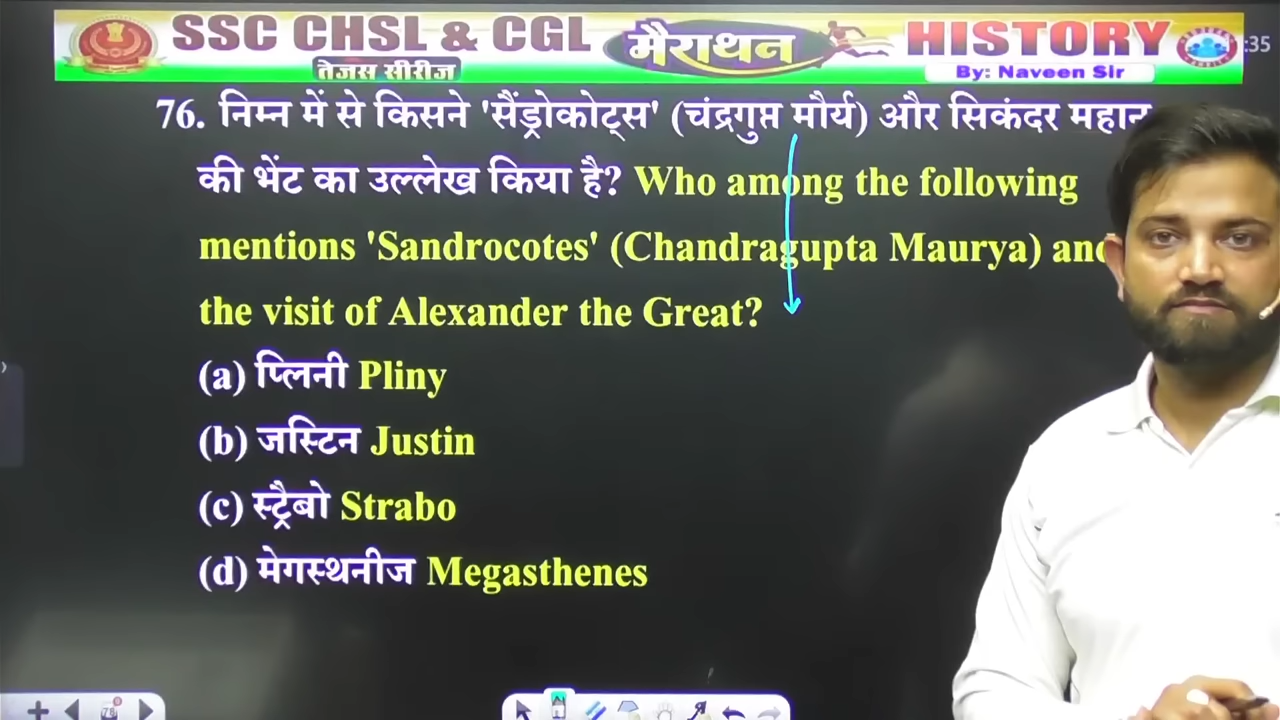 SSC CHSL & CGL
तेजस सीरीज
मैराथन
HISTORY
By: Naveen Sir
:35
76. निम्न में से किसने 'सैंड्रोकोट्स' (चंद्रगुप्त मौर्य) और सिकंदर महान
की भेंट का उल्लेख किया है? Who among the following
mentions 'Sandrocotes' (Chandragupta Maurya) and
the visit of Alexander the Great?
(a) प्लिनी Pliny
(b) जस्टिन Justin
(c) स्ट्रैबो Strabo
(d) मेगस्थनीज Megasthenes